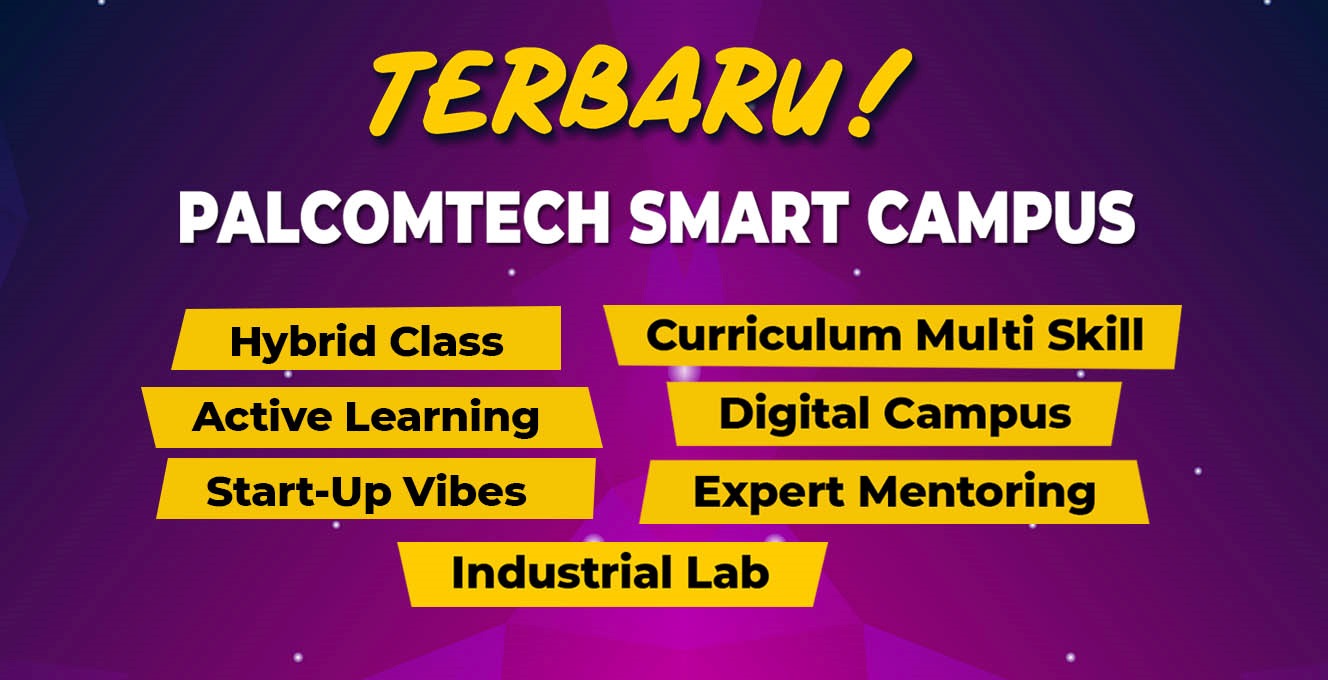 TERBARU!
PALCOMTECH SMART CAMPUS
Hybrid Class
Curriculum Multi Skill
Active Learning
Digital Campus
Start-Up Vibes
Expert Mentoring
Industrial Lab